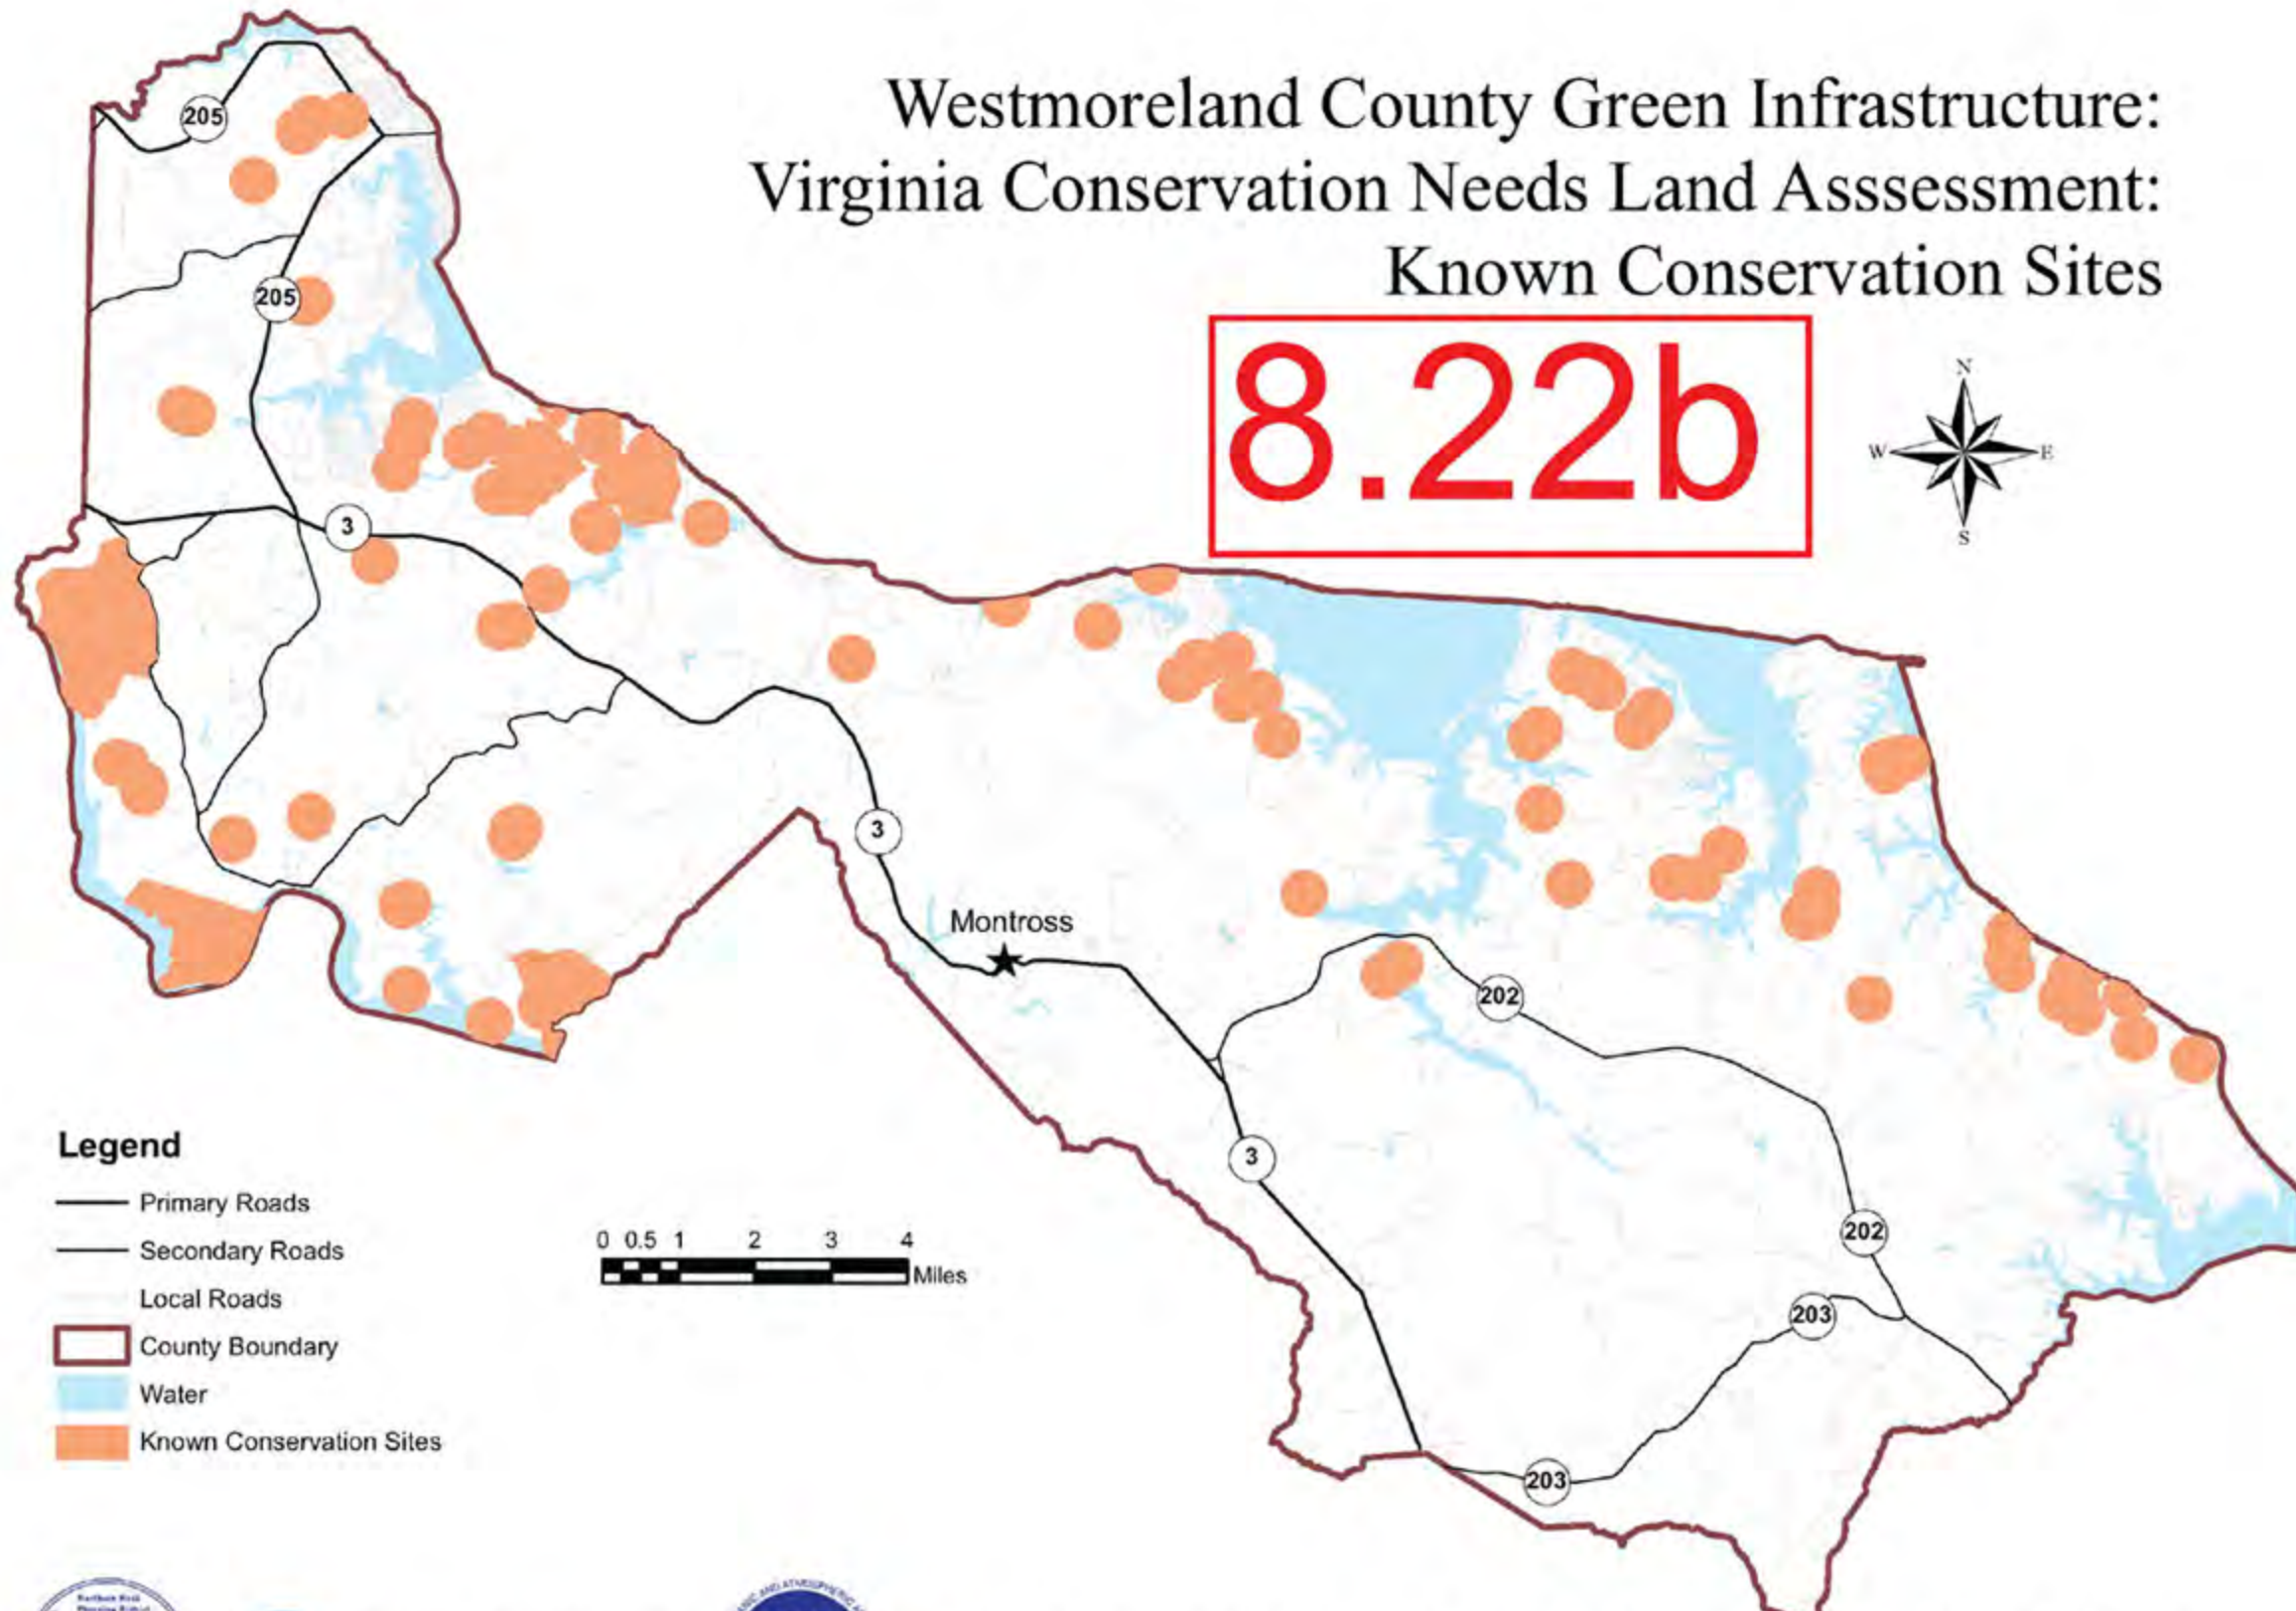 Westmoreland County Green Infrastructure:
Virginia Conservation Needs Land Asssessment:
Known Conservation Sites
8.22b
N
W
E
S
205
205
3
3
Montross
202
3
202
203
203
Legend
Primary Roads
Secondary Roads
Local Roads
County Boundary
Water
Known Conservation Sites
0 0.5 1 2 3 4
Miles